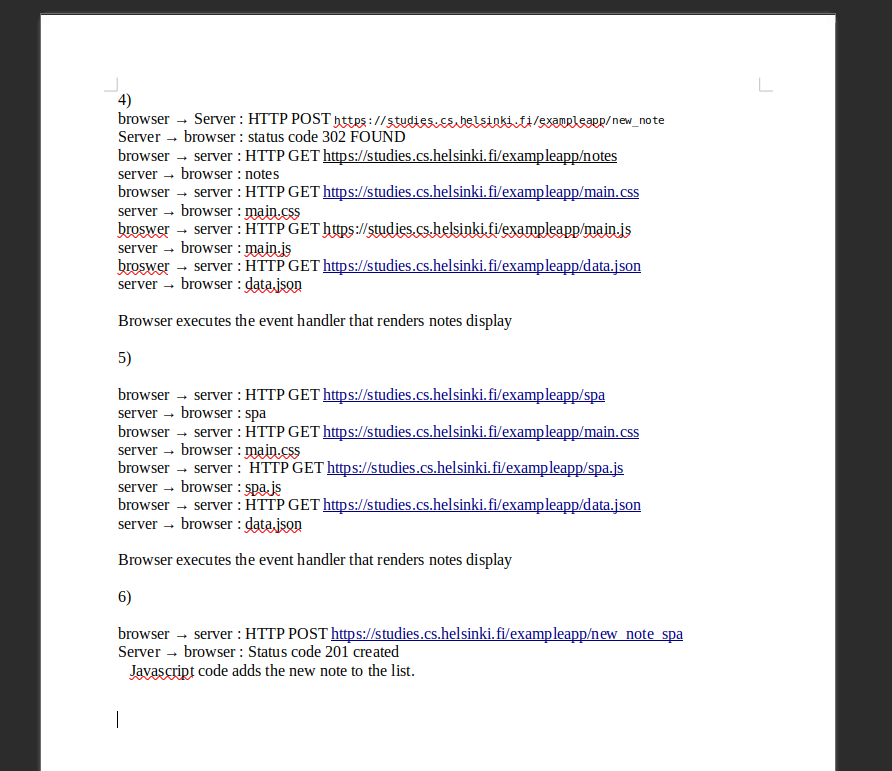 4)
browser → Server : HTTP POST https://studies.cs.helsinki.fi/exampleapp/new_note
Server → browser : status code 302 FOUND
browser → server : HTTP GET https://studies.cs.helsinki.fi/exampleapp/notes
server → browser : notes
browser → server : HTTP GET https://studies.cs.helsinki.fi/exampleapp/main.css
server → browser : main.css
broswer → server : HTTP GET https://studies.cs.helsinki.fi/exampleapp/main.js
server → browser : main.js
broswer → server : HTTP GET https://studies.cs.helsinki.fi/exampleapp/data.json
server → browser : data.json
Browser executes the event handler that renders notes display
5)
browser → server : HTTP GET https://studies.cs.helsinki.fi/exampleapp/spa
server → browser : spa
browser → server : HTTP GET https://studies.cs.helsinki.fi/exampleapp/main.css
server → browser : main.css
browser → server :  HTTP GET https://studies.cs.helsinki.fi/exampleapp/spa.js
server → browser : spa.js
browser → server : HTTP GET https://studies.cs.helsinki.fi/exampleapp/data.json
server → browser : data.json
Browser executes the event handler that renders notes display
6)
browser → server : HTTP POST https://studies.cs.helsinki.fi/exampleapp/new_note_spa
Server → browser : Status code 201 created
Javascript code adds the new note to the list.